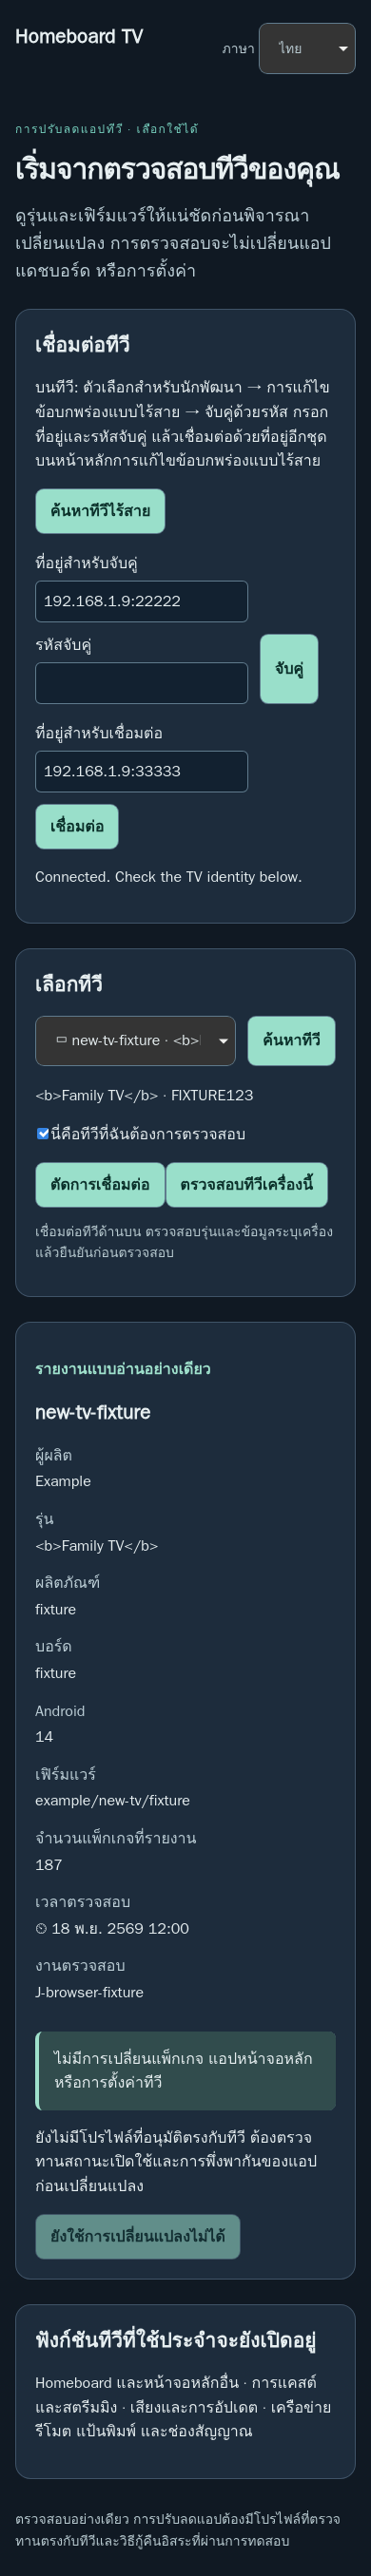 Homeboard TV
ภาษา ไทย
การปรับลดแอปทีวี · เลือกใช้ได้
เริ่มจากตรวจสอบทีวีของคุณ
ดูรุ่นและเฟิร์มแวร์ให้แน่ชัดก่อนพิจารณา
เปลี่ยนแปลง การตรวจสอบจะไม่เปลี่ยนแอป
แดชบอร์ด หรือการตั้งค่า
เชื่อมต่อทีวี
บนทีวี: ตัวเลือกสำหรับนักพัฒนา → การแก้ไข
ข้อบกพร่องแบบไร้สาย → จับคู่ด้วยรหัส กรอก
ที่อยู่และรหัสจับคู่ แล้วเชื่อมต่อด้วยที่อยู่อีกชุด
บนหน้าหลักการแก้ไขข้อบกพร่องแบบไร้สาย
ค้นหาทีวีไร้สาย
ที่อยู่สำหรับจับคู่
192.168.1.9:22222
รหัสจับคู่
จับคู่
ที่อยู่สำหรับเชื่อมต่อ
192.168.1.9:33333
เชื่อมต่อ
Connected. Check the TV identity below.
เลือกทีวี
new-tv-fixture · <b> ค้นหาทีวี
<b>Family TV</b> · FIXTURE123
นี่คือทีวีที่ฉันต้องการตรวจสอบ
ตัดการเชื่อมต่อ ตรวจสอบทีวีเครื่องนี้
เชื่อมต่อทีวีด้านบน ตรวจสอบรุ่นและข้อมูลระบุเครื่อง
แล้วยืนยันก่อนตรวจสอบ
รายงานแบบอ่านอย่างเดียว
new-tv-fixture
ผู้ผลิต
Example
รุ่น
<b>Family TV</b>
ผลิตภัณฑ์
fixture
บอร์ด
fixture
Android
14
เฟิร์มแวร์
example/new-tv/fixture
จำนวนแพ็กเกจที่รายงาน
187
เวลาตรวจสอบ
⏲ 18 พ.ย. 2569 12:00
งานตรวจสอบ
J-browser-fixture
ไม่มีการเปลี่ยนแพ็กเกจ แอปหน้าจอหลัก
หรือการตั้งค่าทีวี
ยังไม่มีโปรไฟล์ที่อนุมัติตรงกับทีวี ต้องตรวจ
ทานสถานะเปิดใช้และการพึ่งพากันของแอป
ก่อนเปลี่ยนแปลง
ยังใช้การเปลี่ยนแปลงไม่ได้
ฟังก์ชันทีวีที่ใช้ประจำจะยังเปิดอยู่
Homeboard และหน้าจอหลักอื่น · การแคสต์
และสตรีมมิง · เสียงและการอัปเดต · เครือข่าย
รีโมต แป้นพิมพ์ และช่องสัญญาณ
ตรวจสอบอย่างเดียว การปรับลดแอปต้องมีโปรไฟล์ที่ตรวจ
ทานตรงกับทีวีและวิธีกู้คืนอิสระที่ผ่านการทดสอบ